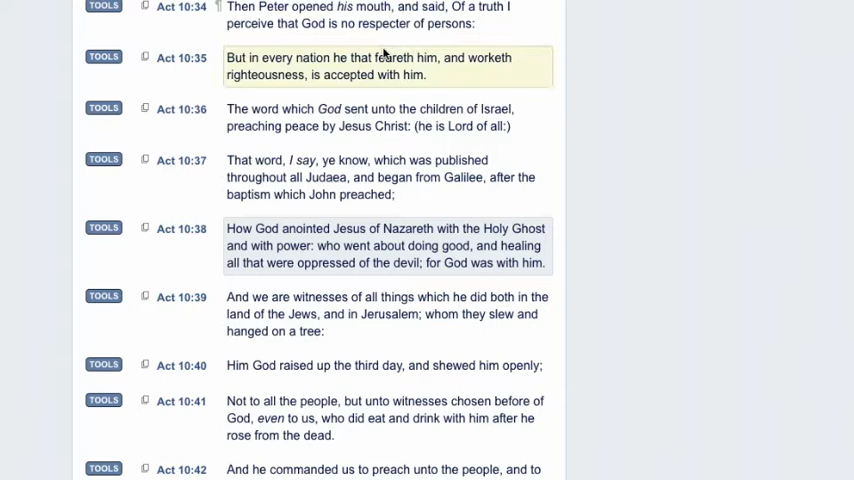 TOOLS Act 10:34 ¶ Then Peter opened his mouth, and said, Of a truth I
perceive that God is no respecter of persons:
TOOLS Act 10:35 But in every nation he that feareth him, and worketh
righteousness, is accepted with him.
TOOLS Act 10:36 The word which God sent unto the children of Israel,
preaching peace by Jesus Christ: (he is Lord of all:)
TOOLS Act 10:37 That word, I say, ye know, which was published
throughout all Judaea, and began from Galilee, after the
baptism which John preached;
TOOLS Act 10:38 How God anointed Jesus of Nazareth with the Holy Ghost
and with power: who went about doing good, and healing
all that were oppressed of the devil; for God was with him.
TOOLS Act 10:39 And we are witnesses of all things which he did both in the
land of the Jews, and in Jerusalem; whom they slew and
hanged on a tree:
TOOLS Act 10:40 Him God raised up the third day, and shewed him openly;
TOOLS Act 10:41 Not to all the people, but unto witnesses chosen before of
God, even to us, who did eat and drink with him after he
rose from the dead.
TOOLS Act 10:42 And he commanded us to preach unto the people, and to